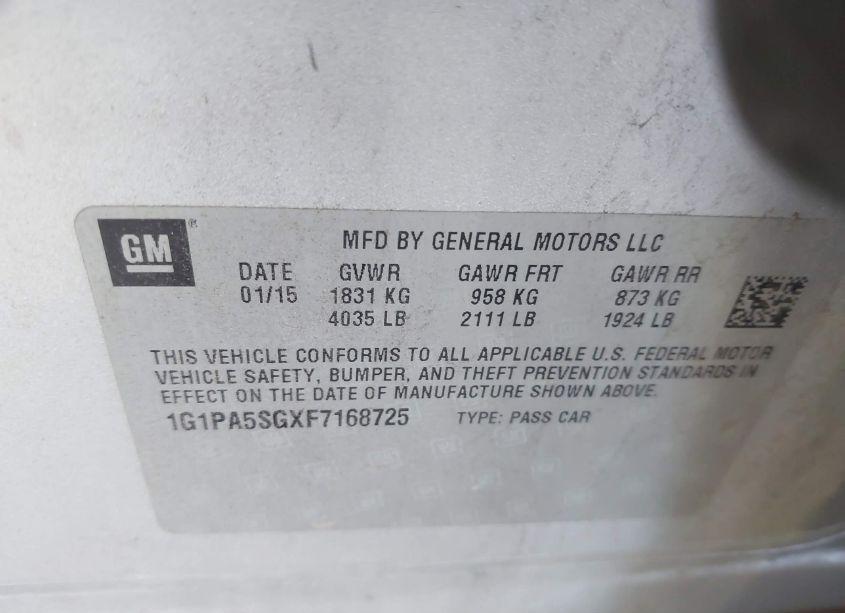 GM®
MFD BY GENERAL MOTORS LLC
DATE GVWR GAWR FRT GAWR RR
01/15 1831 KG 958 KG 873 KG
4035 LB 2111 LB 1924 LB
THIS VEHICLE CONFORMS TO ALL APPLICABLE U.S. FEDERAL MOTOR
VEHICLE SAFETY, BUMPER, AND THEFT PREVENTION STANDARDS IN
EFFECT ON THE DATE OF MANUFACTURE SHOWN ABOVE.
1G1PA5SGXF7168725 TYPE: PASS CAR